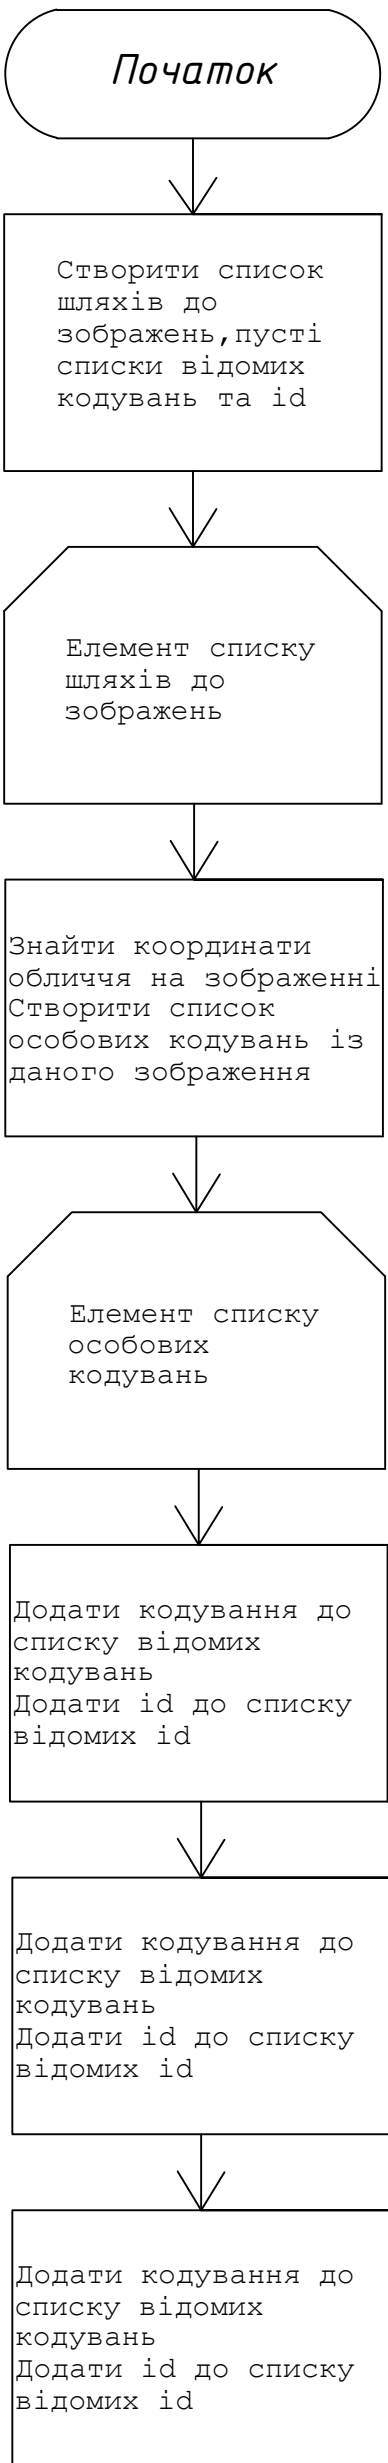 Початок
Створити список
шляхів до
зображень,пусті
списки відомих
кодувань та id
Елемент списку
шляхів до
зображень
Знайти координати
обличчя на зображенні
Створити список
особових кодувань із
даного зображення
Елемент списку
особових
кодувань
Додати кодування до
списку відомих
кодувань
Додати id до списку
відомих id
Додати кодування до
списку відомих
кодувань
Додати id до списку
відомих id
Додати кодування до
списку відомих
кодувань
Додати id до списку
відомих id